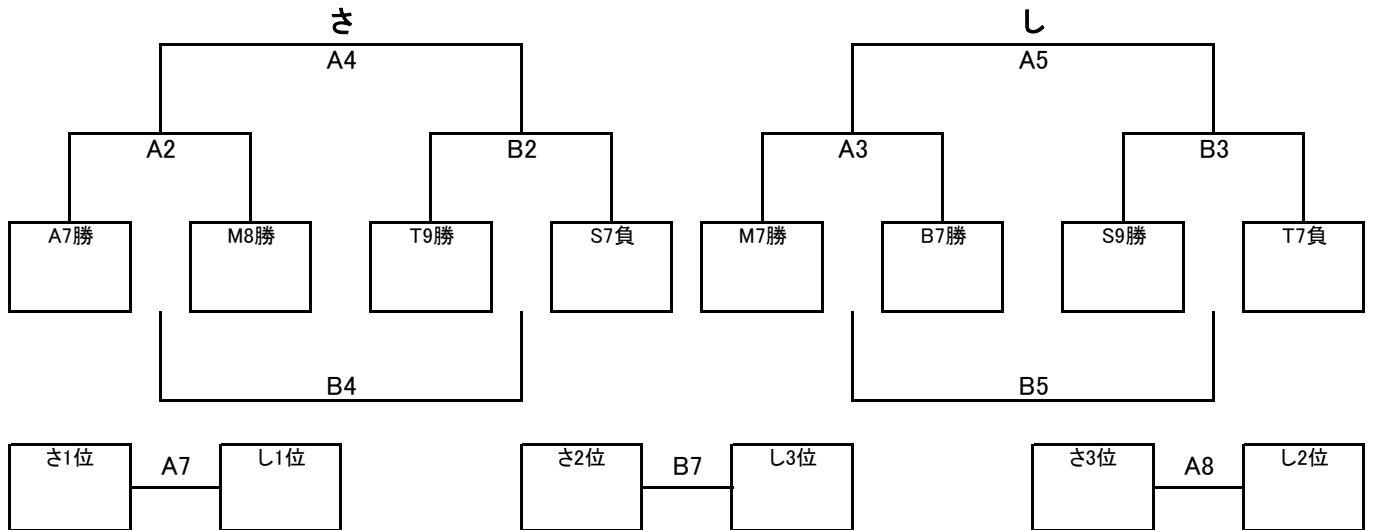 さ し
A4 A5
A2 B2 A3 B3
A7勝 M8勝 T9勝 S7負 M7勝 B7勝 S9勝 T7負
B4 B5
さ1位 A7 し1位 さ2位 B7 し3位 さ3位 A8 し2位